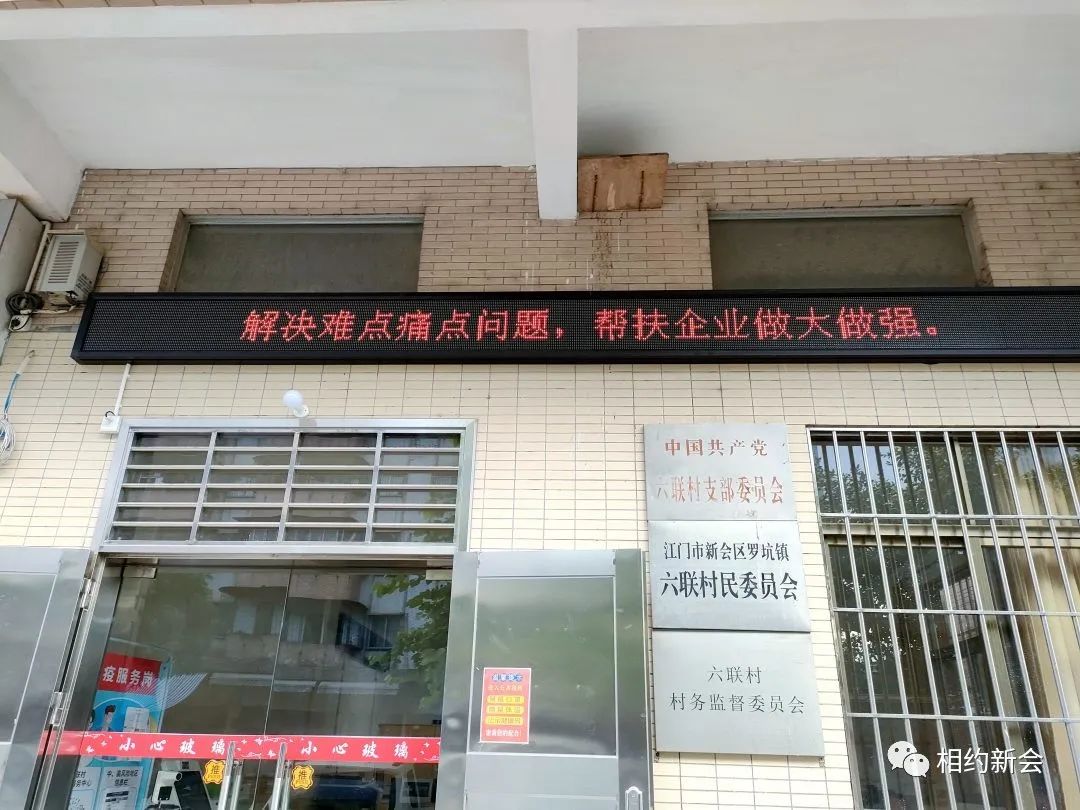 解决难点痛点问题，帮扶企业做大做强。
中国共产党
六联村支部委员会
江门市新会区罗坑镇
六联村民委员会
六联村
村务监督委员会
疫服务岗
小心玻璃
小心玻璃
推
推
相约新会